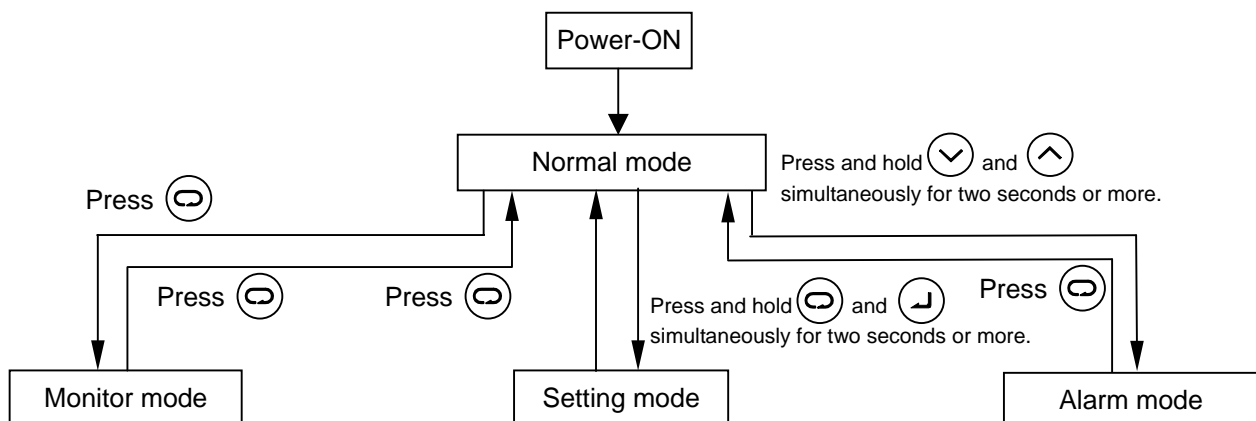 Power-ON
Normal mode
Press and hold and
simultaneously for two seconds or more.
Press
Press
Press
Press and hold and
simultaneously for two seconds or more.
Press
Monitor mode
Setting mode
Alarm mode